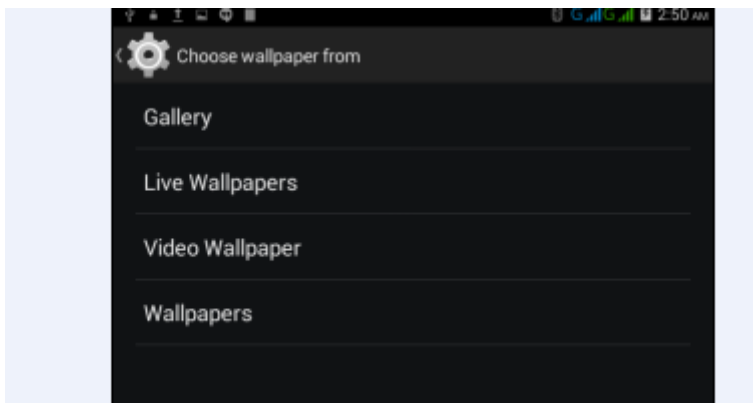 G G 2:50 AM
Choose wallpaper from
Gallery
Live Wallpapers
Video Wallpaper
Wallpapers